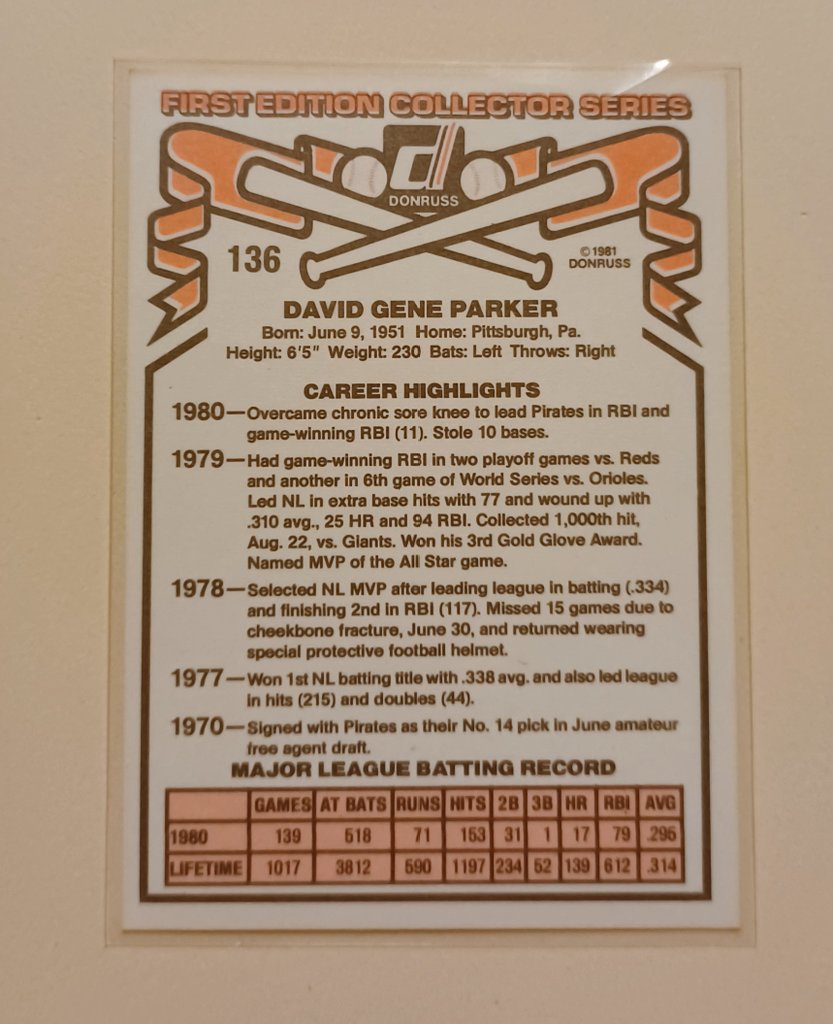 FIRST EDITION COLLECTOR SERIES
d
DONRUSS
136
© 1981
DONRUSS
DAVID GENE PARKER
Born: June 9, 1951 Home: Pittsburgh, Pa.
Height: 6'5" Weight: 230 Bats: Left Throws: Right
CAREER HIGHLIGHTS
1980—Overcame chronic sore knee to lead Pirates in RBI and
game-winning RBI (11). Stole 10 bases.
1979—Had game-winning RBI in two playoff games vs. Reds
and another in 6th game of World Series vs. Orioles.
Led NL in extra base hits with 77 and wound up with
.310 avg., 25 HR and 94 RBI. Collected 1,000th hit,
Aug. 22, vs. Giants. Won his 3rd Gold Glove Award.
Named MVP of the All Star game.
1978—Selected NL MVP after leading league in batting (.334)
and finishing 2nd in RBI (117). Missed 15 games due to
cheekbone fracture, June 30, and returned wearing
special protective football helmet.
1977—Won 1st NL batting title with .338 avg. and also led league
in hits (215) and doubles (44).
1970—Signed with Pirates as their No. 14 pick in June amateur
free agent draft.
MAJOR LEAGUE BATTING RECORD
GAMES AT BATS RUNS HITS 2B 3B HR RBI AVG
1980 139 518 71 153 31 1 17 79 .295
LIFETIME 1017 3812 590 1197 234 52 139 612 .314